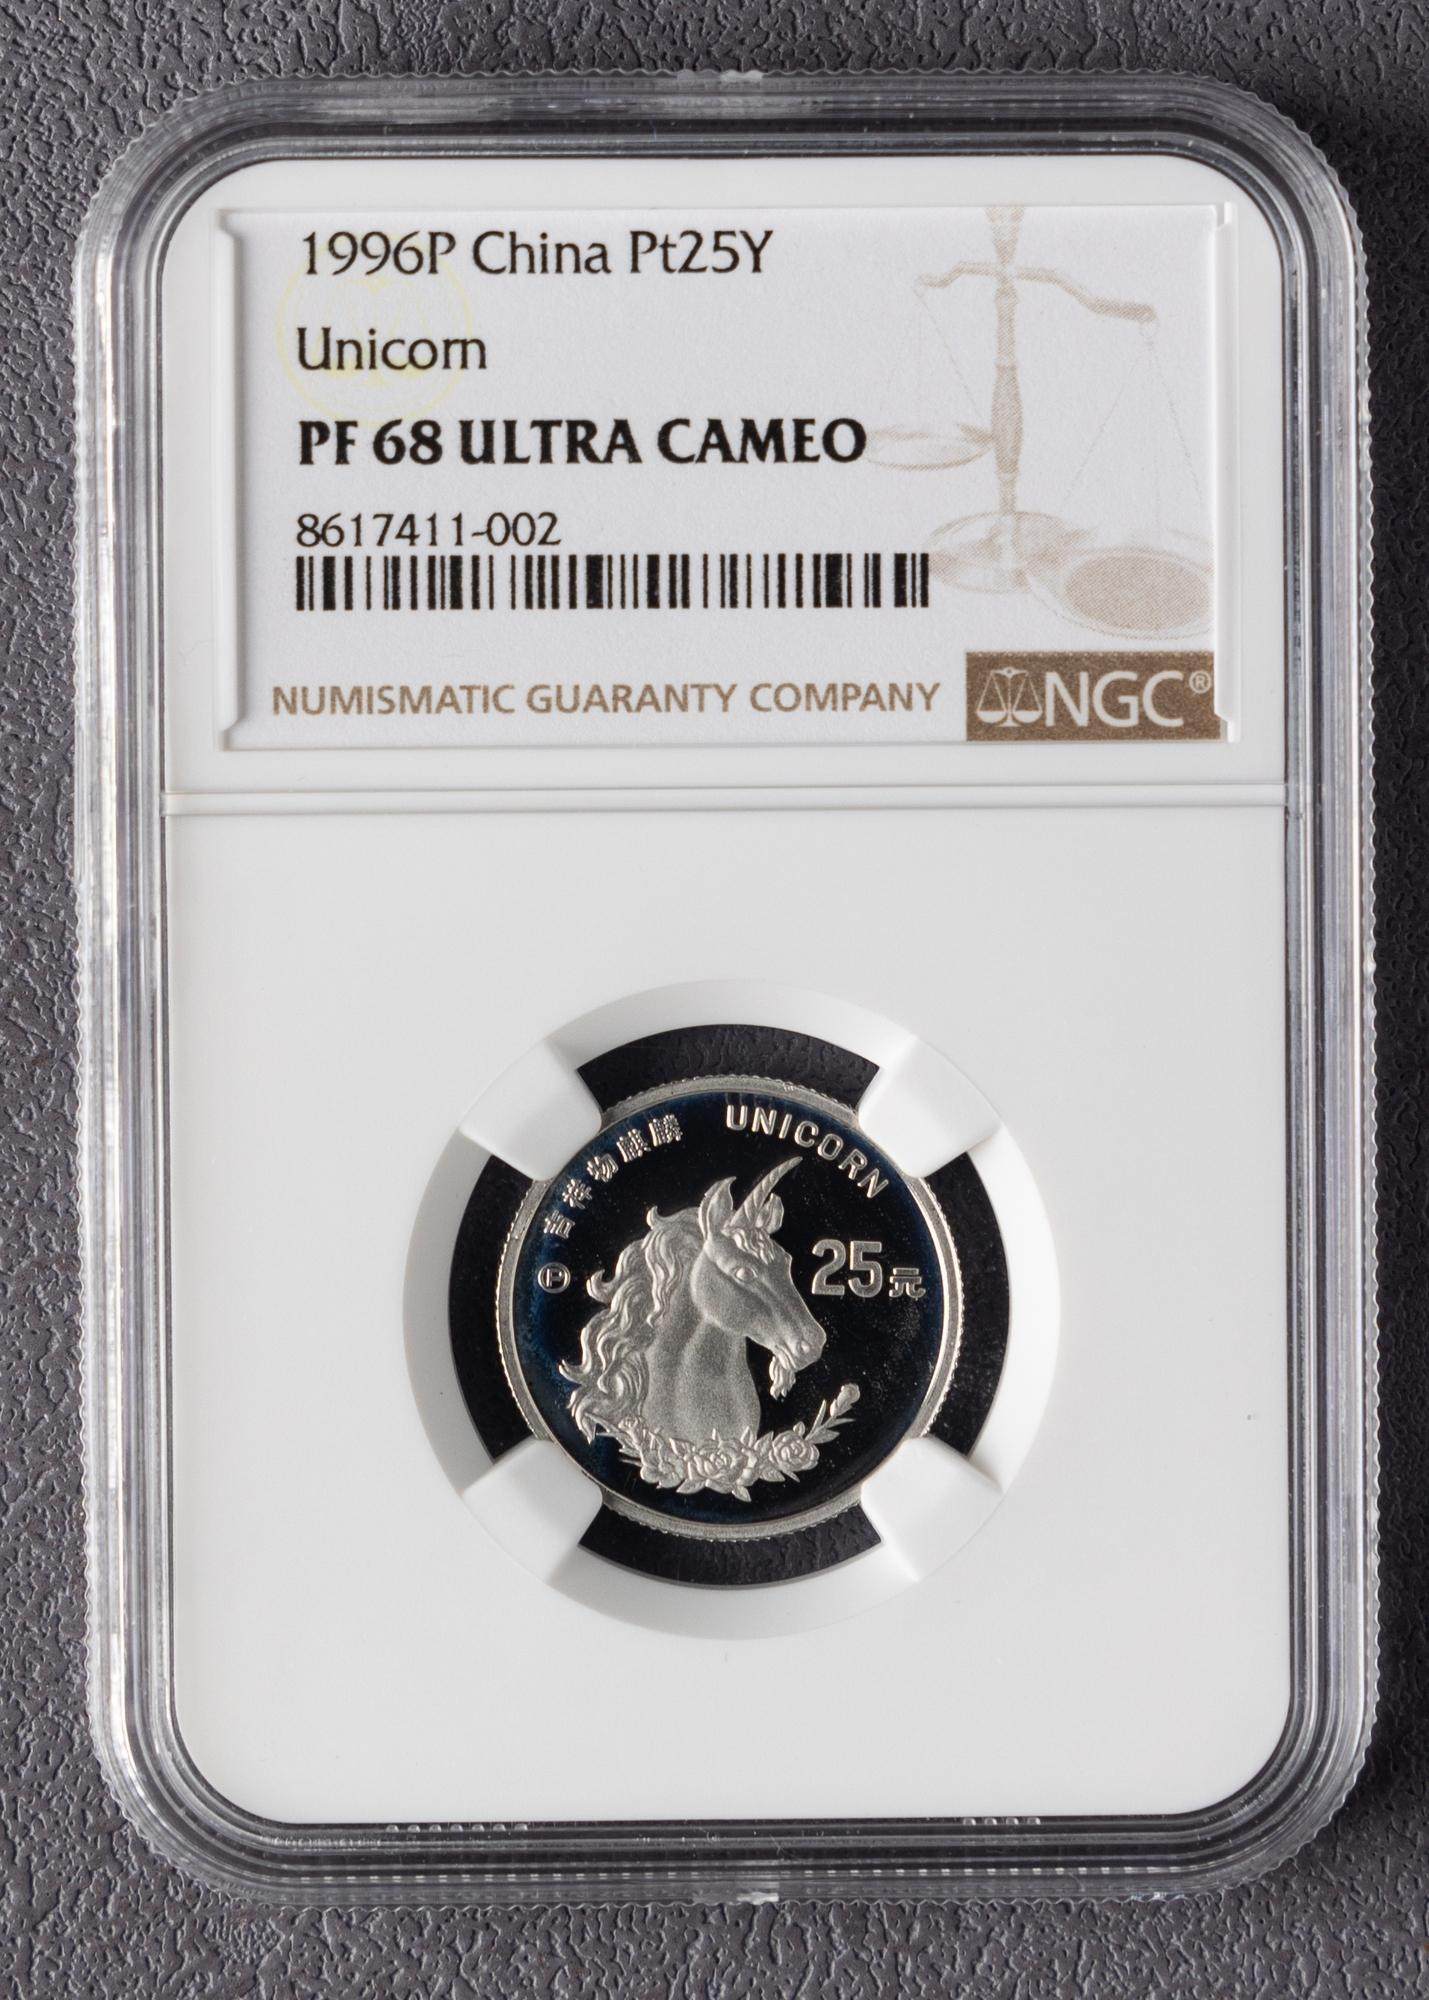 1996P China Pt25Y
Unicorn
PF 68 ULTRA CAMEO
8617411-002
NUMISMATIC GUARANTY COMPANY
NGC®
吉祥物麒麟 UNICORN
25元
P